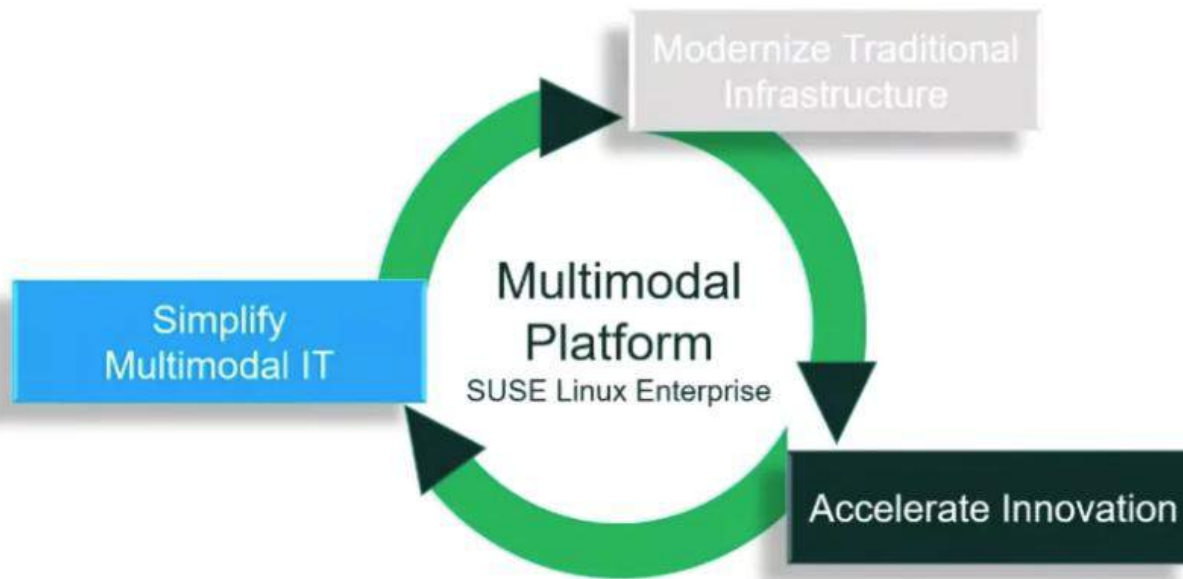 Modernize Traditional
Infrastructure
Simplify
Multimodal IT
Multimodal
Platform
SUSE Linux Enterprise
Accelerate Innovation